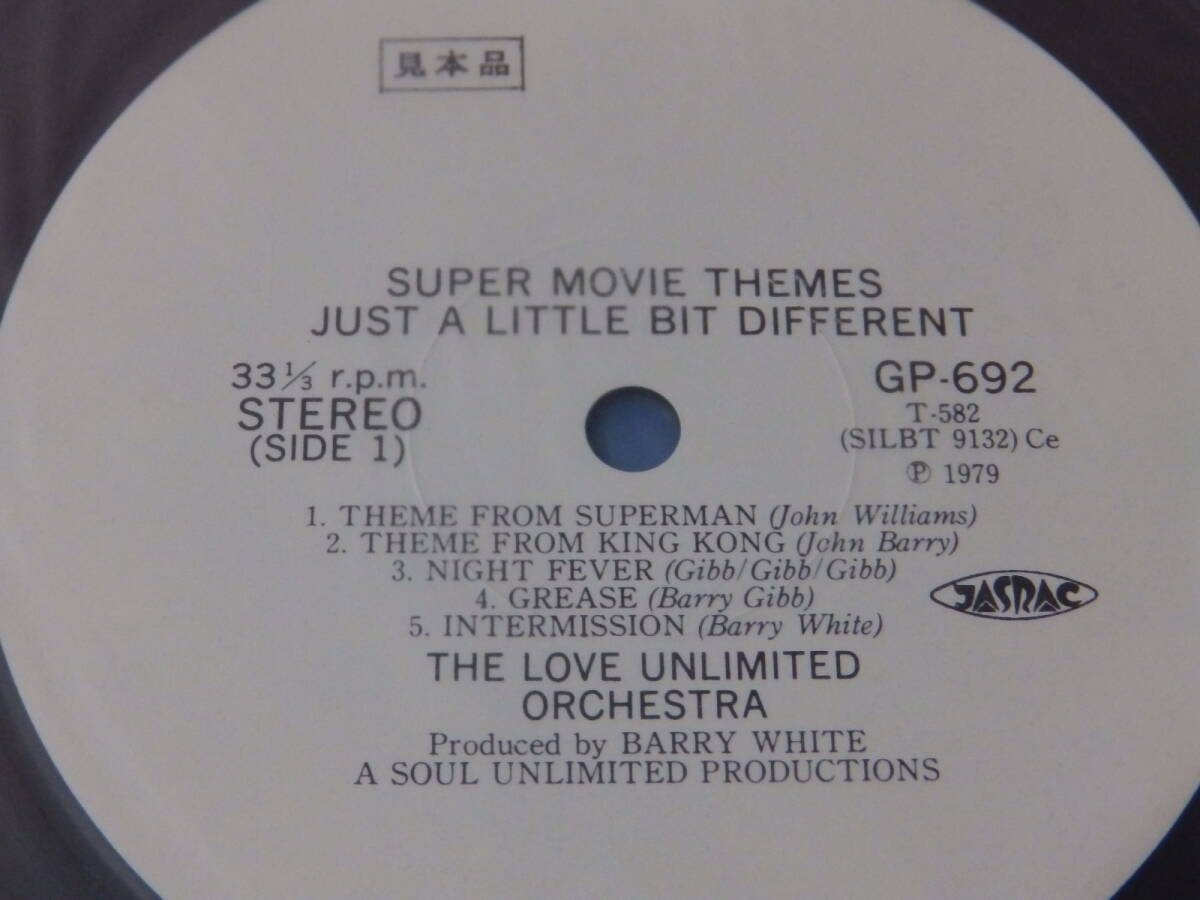 見本品
SUPER MOVIE THEMES
JUST A LITTLE BIT DIFFERENT
33 1/3 r.p.m.
STEREO
(SIDE 1)
GP-692
T-582
(SILBT 9132) Ce
Ⓟ 1979
1. THEME FROM SUPERMAN (John Williams)
2. THEME FROM KING KONG (John Barry)
3. NIGHT FEVER (Gibb/Gibb/Gibb)
4. GREASE (Barry Gibb)
5. INTERMISSION (Barry White)
JASRAC
THE LOVE UNLIMITED
ORCHESTRA
Produced by BARRY WHITE
A SOUL UNLIMITED PRODUCTIONS